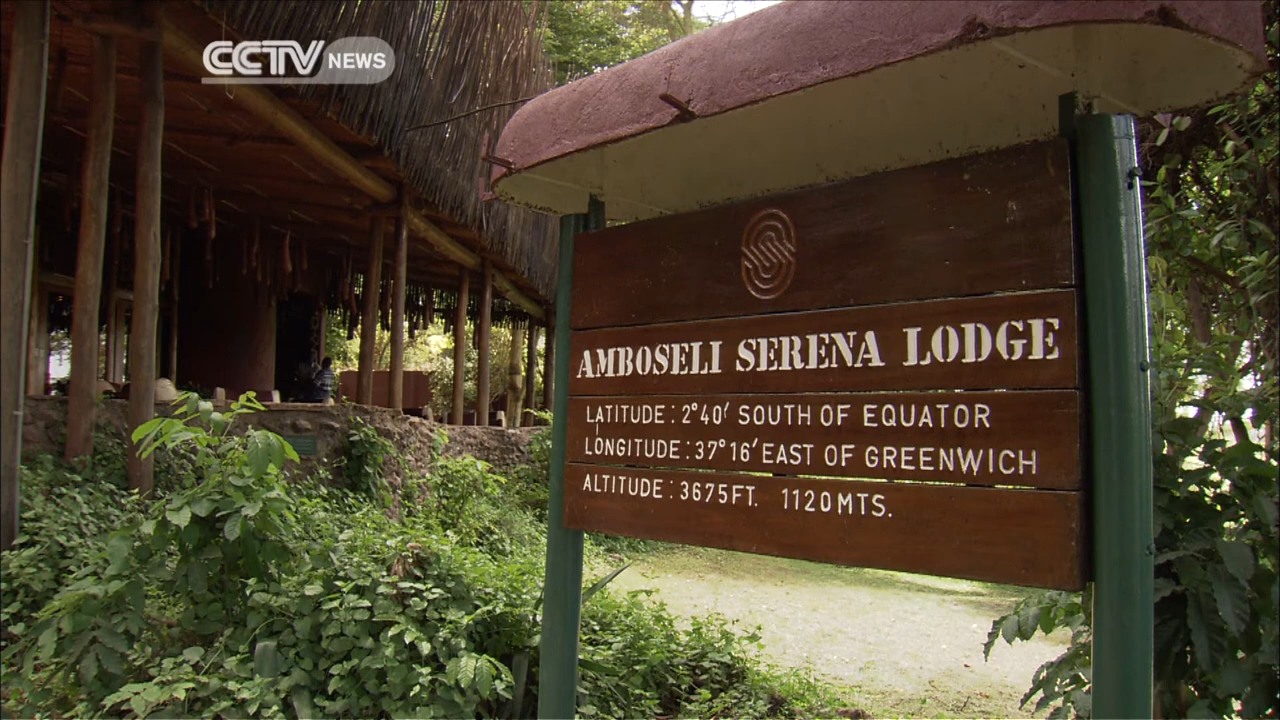 CCTV NEWS
AMBOSELI SERENA LODGE
LATITUDE: 2°40' SOUTH OF EQUATOR
LONGITUDE: 37°16' EAST OF GREENWICH
ALTITUDE: 3675FT. 1120MTS.